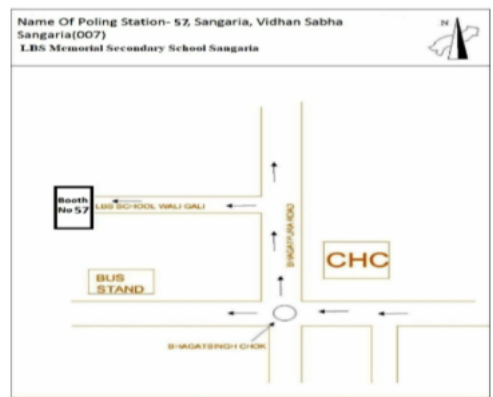 Name Of Poling Station- 57, Sangaria, Vidhan Sabha
Sangaria(007)
LBS Memorial Secondary School Sangaria
N
Booth
No 57
LBS SCHOOL WALI GALI
BHAGATPURA ROAD
CHC
BUS
STAND
BHAGATSINGH CHOK